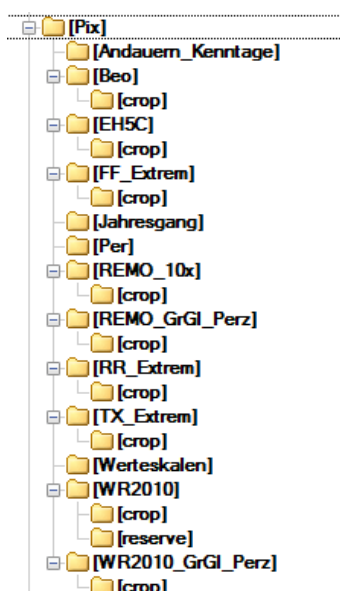 [Pix]
[Andauern_Kenntage]
[Beo]
[crop]
[EH5C]
[crop]
[FF_Extrem]
[crop]
[Jahresgang]
[Per]
[REMO_10x]
[crop]
[REMO_GrGl_Perz]
[crop]
[RR_Extrem]
[crop]
[TX_Extrem]
[crop]
[Werteskalen]
[WR2010]
[crop]
[reserve]
[WR2010_GrGl_Perz]
[crop]